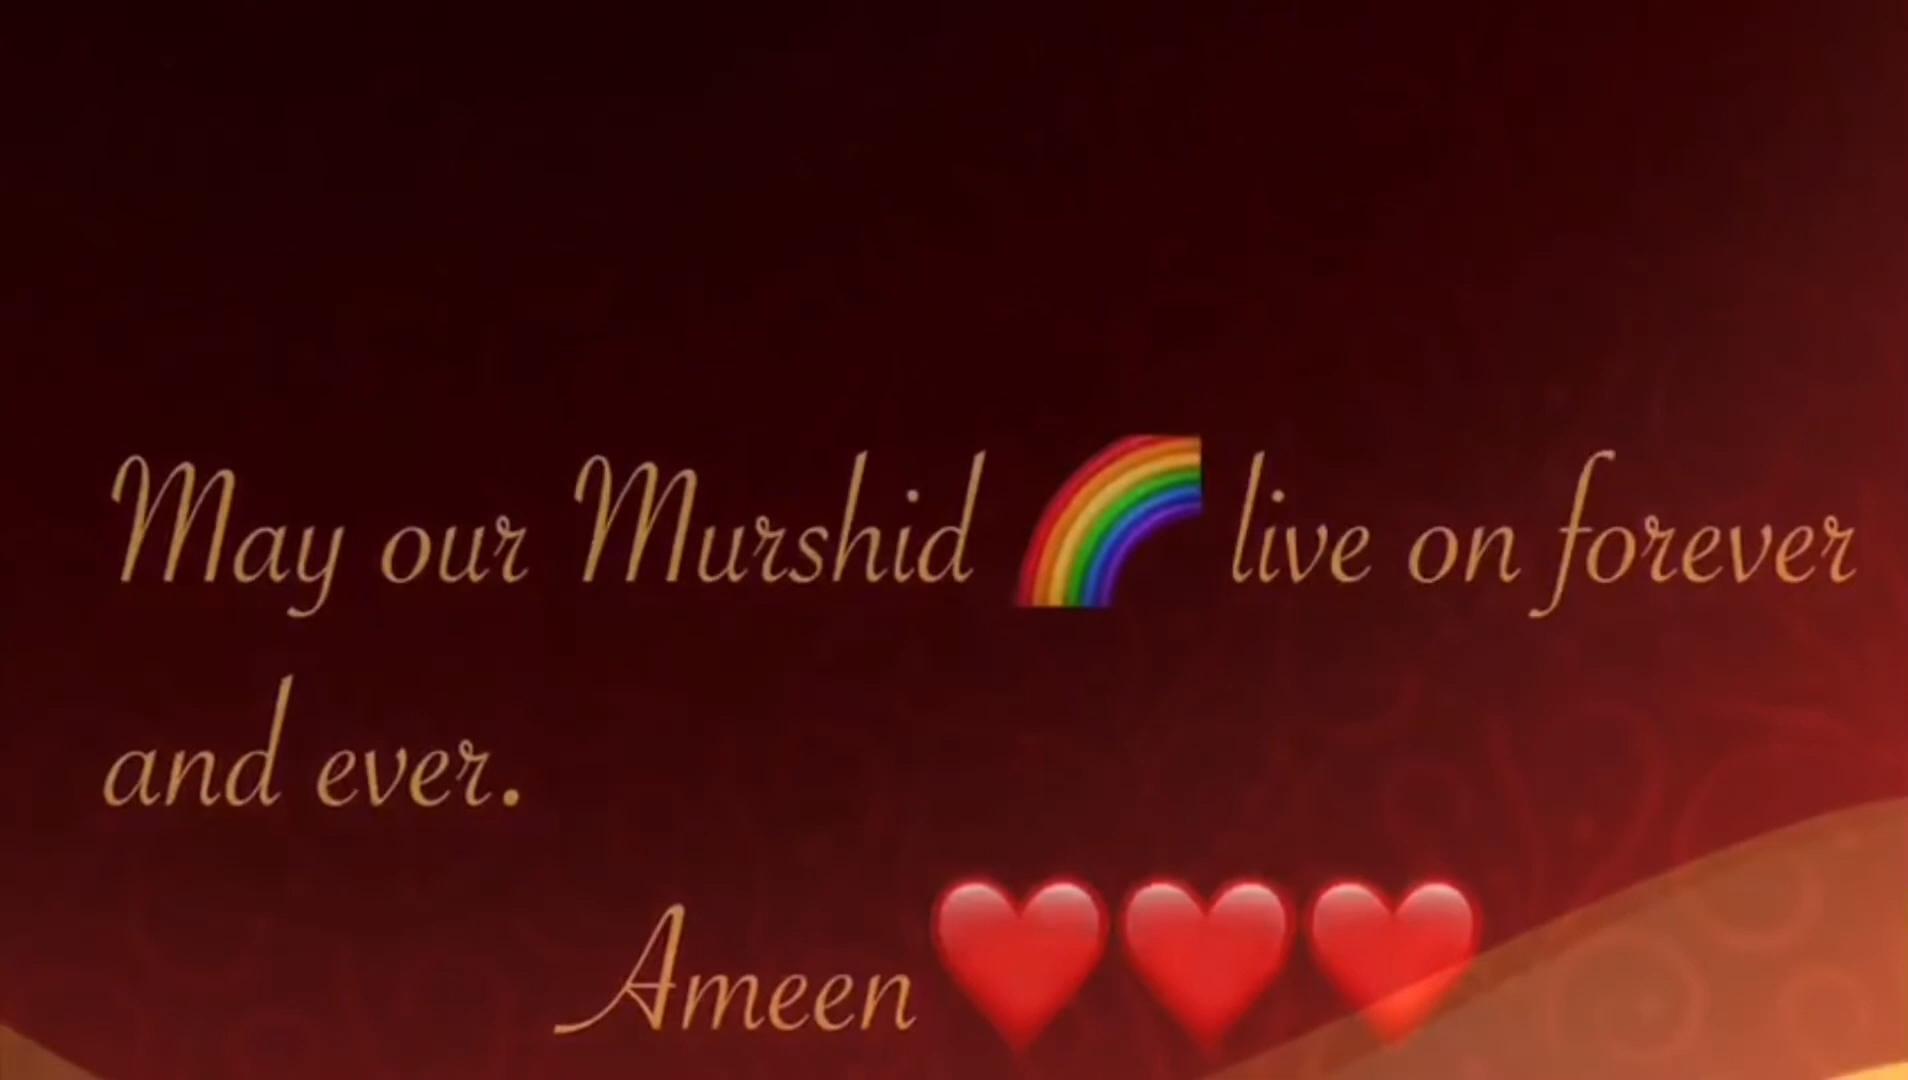 May our Murshid 🌈 live on forever
and ever.
Ameen ❤️❤️❤️